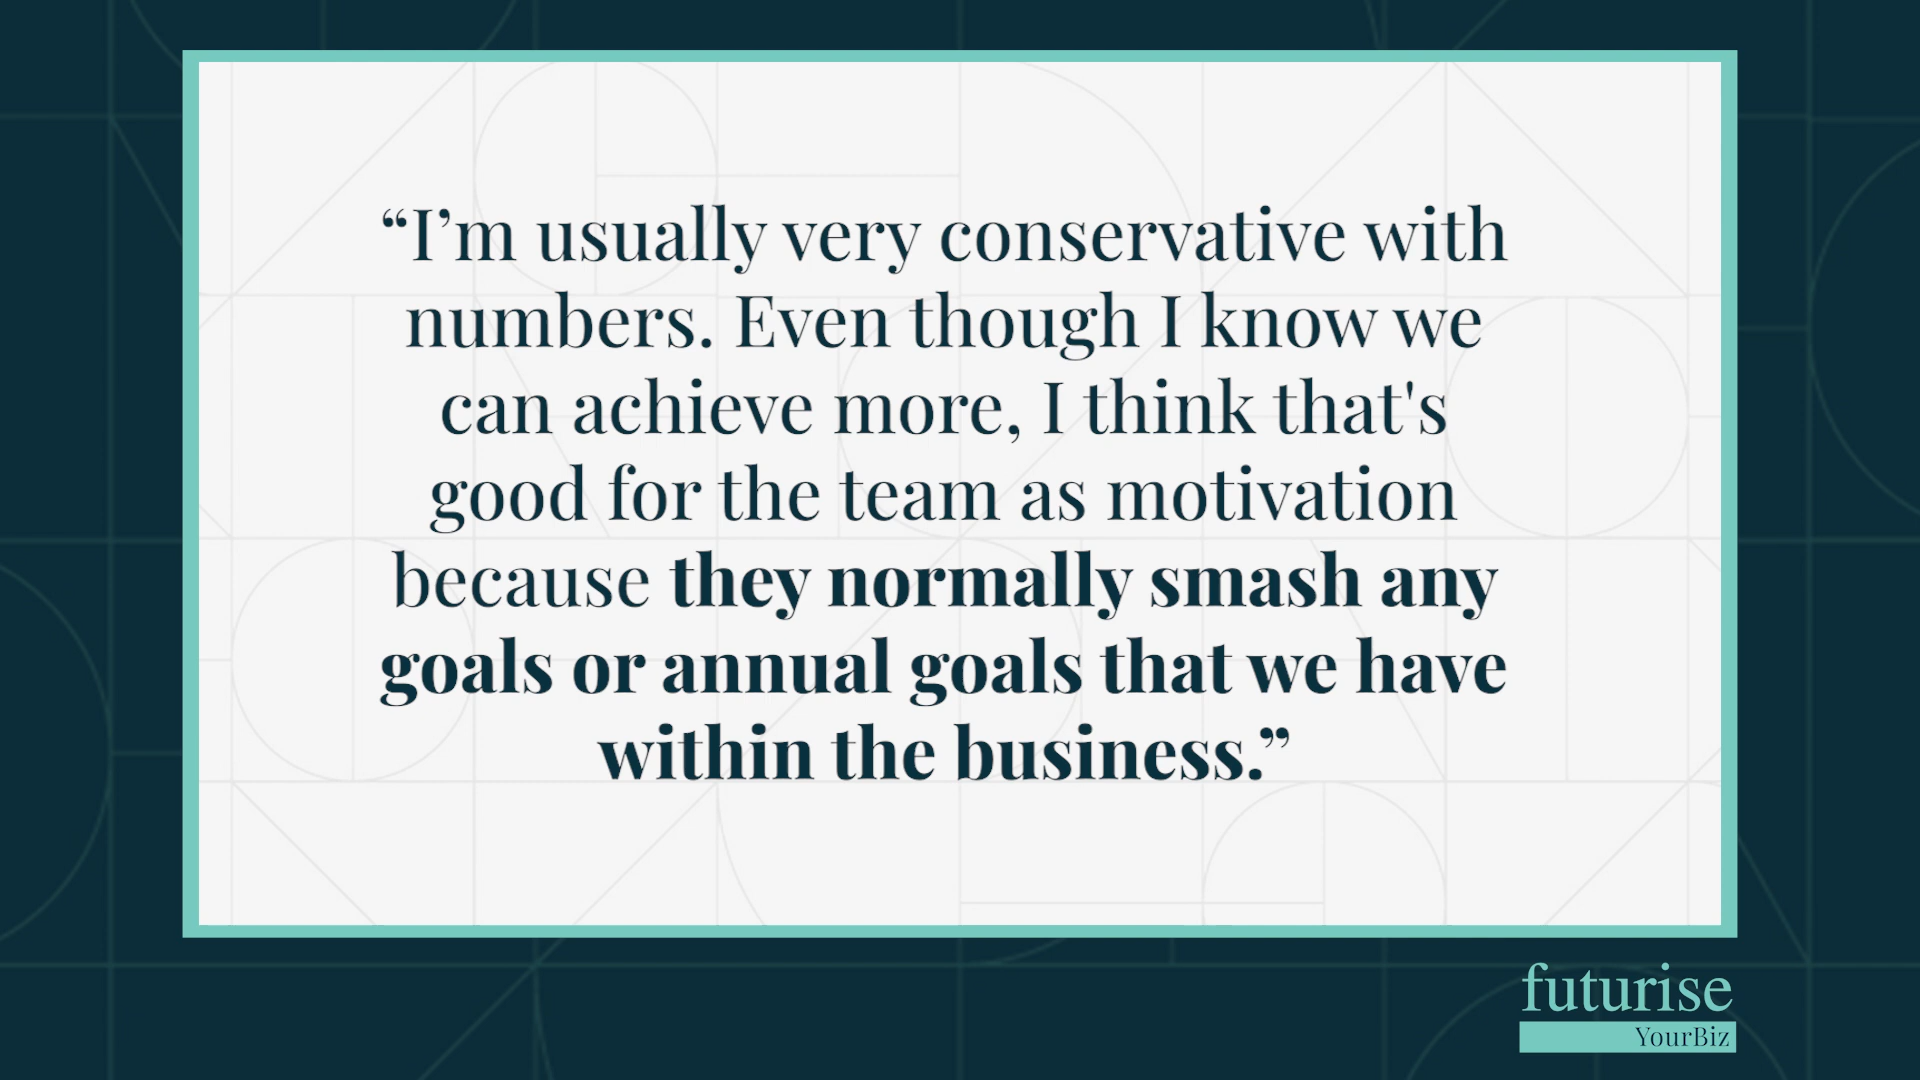 “I’m usually very conservative with
numbers. Even though I know we
can achieve more, I think that's
good for the team as motivation
because they normally smash any
goals or annual goals that we have
within the business.”
futurise
YourBiz